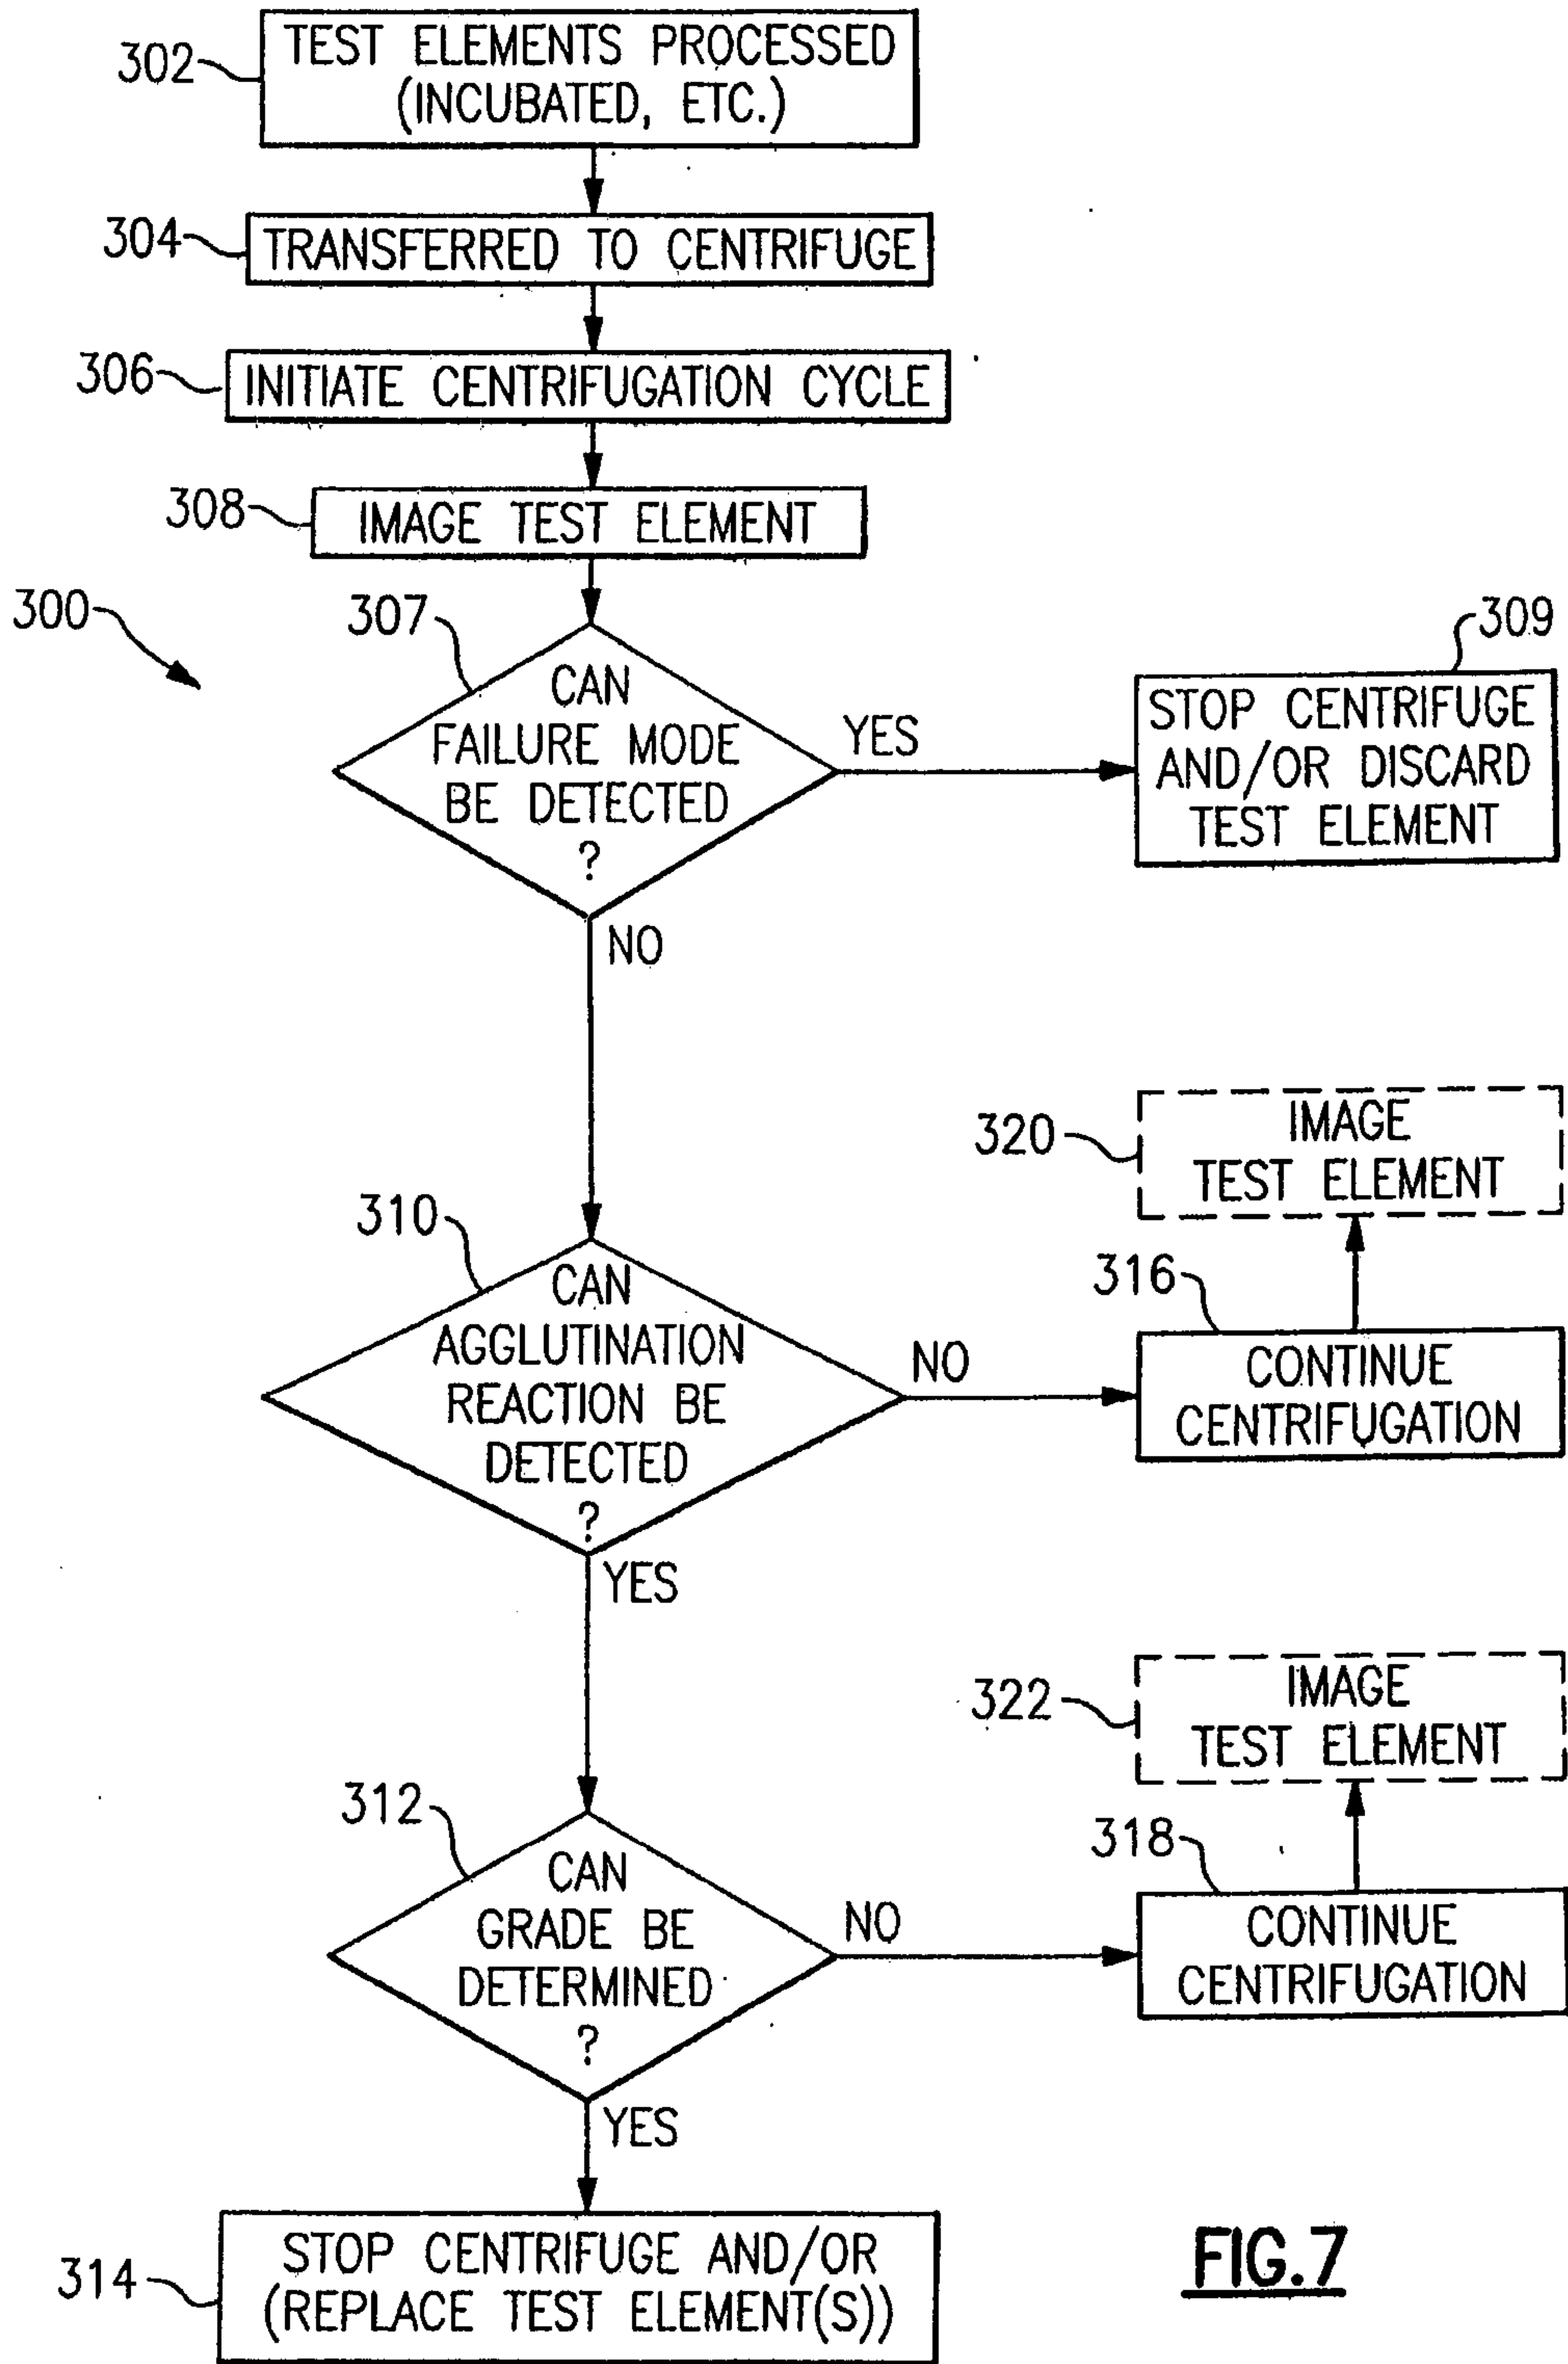 302
TEST ELEMENTS PROCESSED
(INCUBATED, ETC.)
304
TRANSFERRED TO CENTRIFUGE
306
INITIATE CENTRIFUGATION CYCLE
308
IMAGE TEST ELEMENT
300
307
CAN
FAILURE MODE
BE DETECTED
?
YES
309
STOP CENTRIFUGE
AND/OR DISCARD
TEST ELEMENT
NO
310
CAN
AGGLUTINATION
REACTION BE
DETECTED
?
NO
316
CONTINUE
CENTRIFUGATION
320
IMAGE
TEST ELEMENT
YES
312
CAN
GRADE BE
DETERMINED
?
NO
318
CONTINUE
CENTRIFUGATION
322
IMAGE
TEST ELEMENT
YES
314
STOP CENTRIFUGE AND/OR
(REPLACE TEST ELEMENT(S))
FIG.7